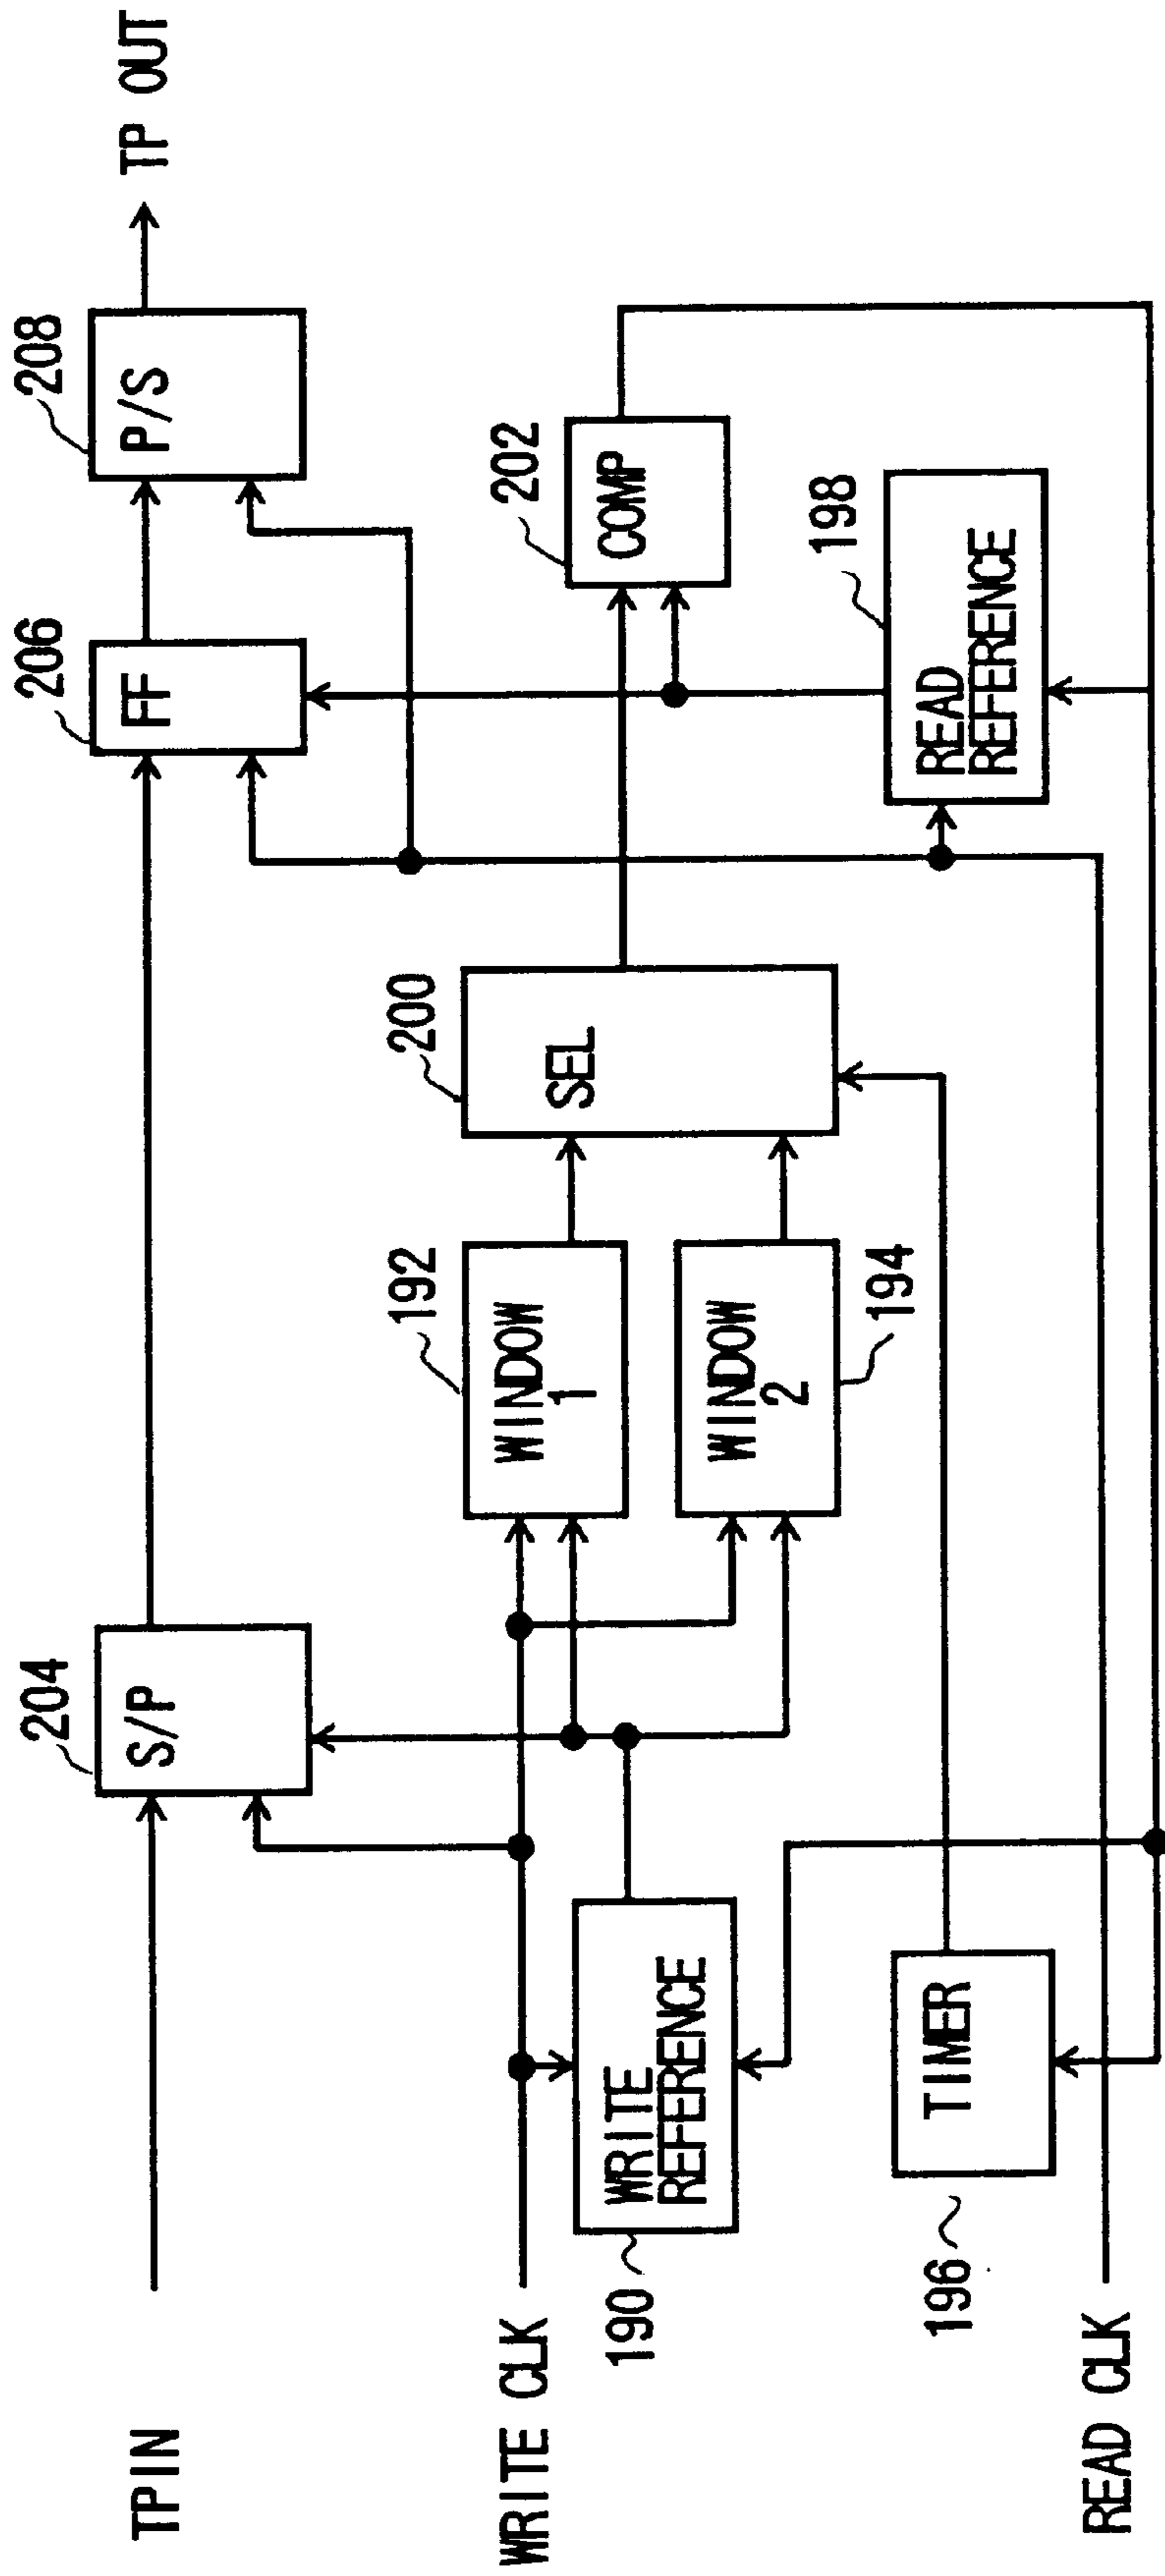 TPIN
204
S/P
206
FF
208
P/S
TP OUT
WRITE CLK
190
WRITE
REFERENCE
192
WINDOW
1
194
WINDOW
2
200
SEL
202
COMP
196
TIMER
198
READ
REFERENCE
READ CLK